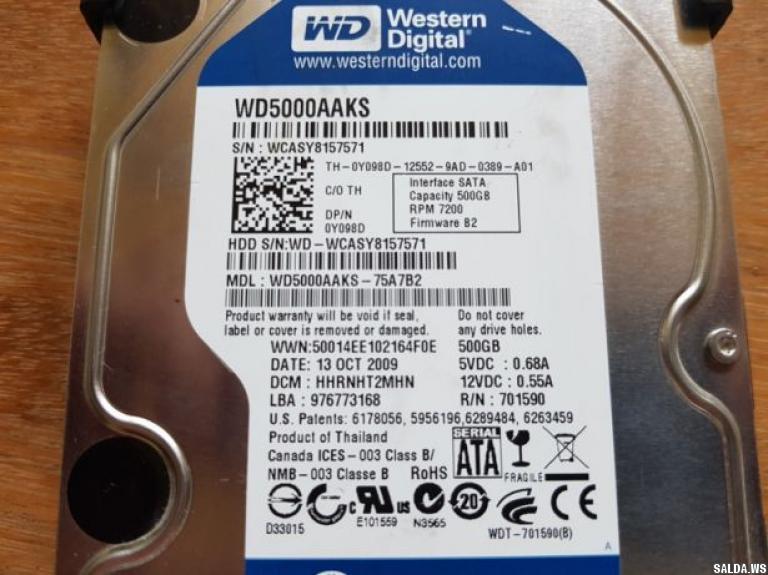 WD Western Digital®
www.westerndigital.com
WD5000AAKS
S/N : WCASY8157571
TH-0Y098D-12552-9AD-0389-A01
C/O TH
DP/N
0Y098D
Interface SATA
Capacity 500GB
RPM 7200
Firmware B2
HDD S/N:WD-WCASY8157571
MDL : WD5000AAKS-75A7B2
Product warranty will be void if seal,
label or cover is removed or damaged.
Do not cover
any drive holes.
WWN:50014EE102164F0E
DATE: 13 OCT 2009
DCM : HHRNHT2MHN
LBA : 976773168
500GB
5VDC : 0.68A
12VDC : 0.55A
R/N : 701590
U.S. Patents: 6178056, 5956196,6289484, 6263459
Product of Thailand
Canada ICES-003 Class B/
NMB-003 Classe B RoHS
SERIAL
ATA
FRAGILE
D33015
c us
E101559
N3565
20
CE
WDT-701590(B)
A
SALDA.WS